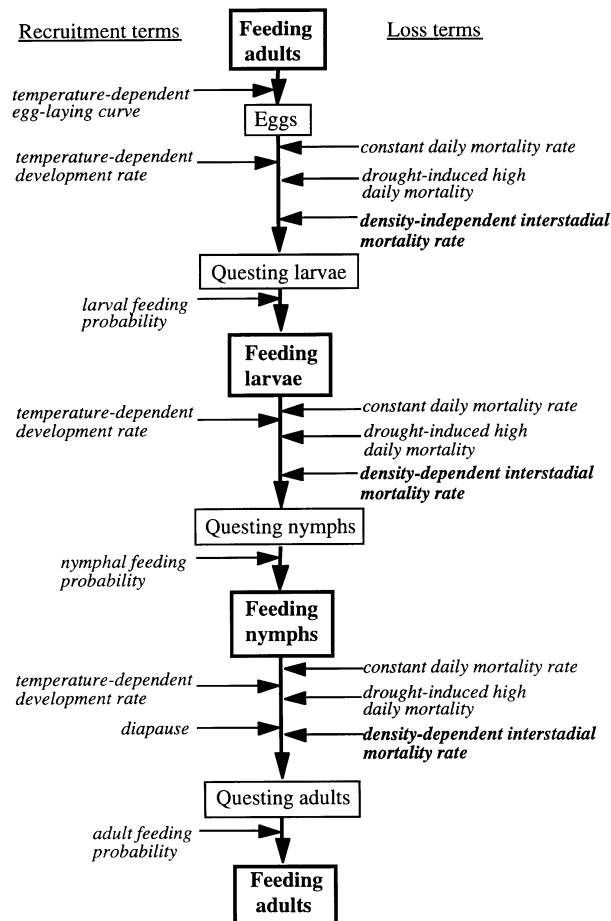 Recruitment terms
Feeding
adults
Loss terms
temperature-dependent
egg-laying curve
Eggs
constant daily mortality rate
temperature-dependent
development rate
drought-induced high
daily mortality
density-independent interstadial
mortality rate
Questing larvae
larval feeding
probability
Feeding
larvae
constant daily mortality rate
temperature-dependent
development rate
drought-induced high
daily mortality
density-dependent interstadial
mortality rate
Questing nymphs
nymphal feeding
probability
Feeding
nymphs
constant daily mortality rate
temperature-dependent
development rate
drought-induced high
daily mortality
diapause
density-dependent interstadial
mortality rate
Questing adults
adult feeding
probability
Feeding
adults